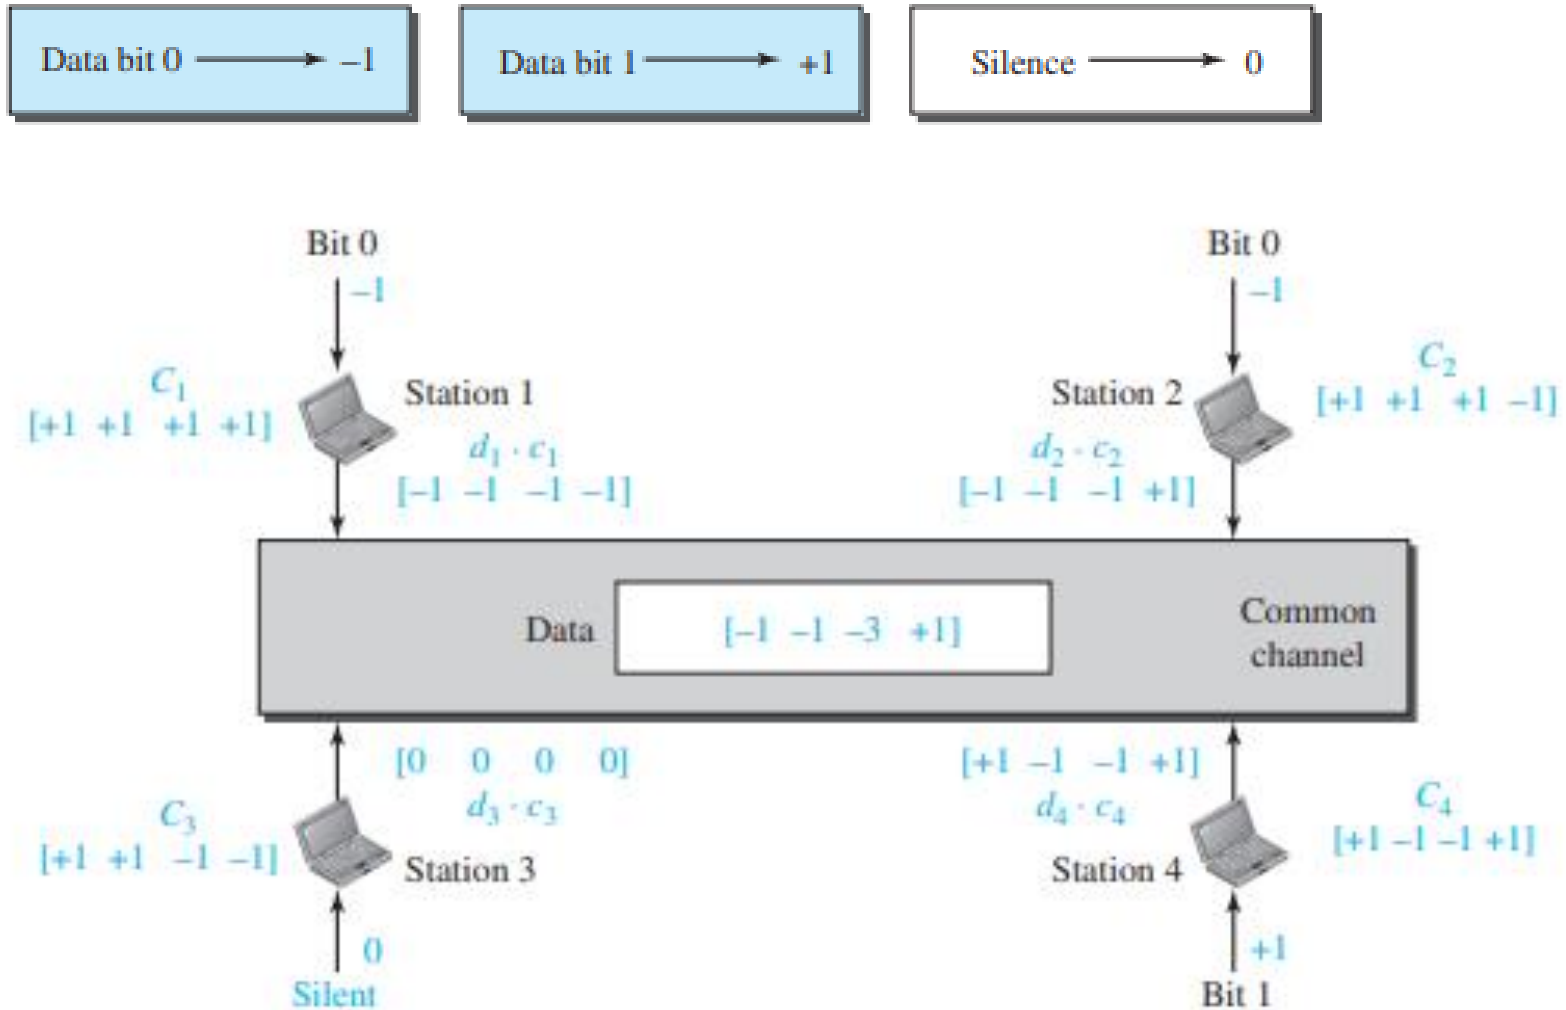 Data bit 0 → –1
Data bit 1 → +1
Silence → 0
Bit 0
–1
Bit 0
–1
C1
[+1 +1 +1 +1]
Station 1
d1 · c1
[–1 –1 –1 –1]
Station 2
C2
[+1 +1 +1 –1]
d2 · c2
[–1 –1 –1 +1]
Data
[–1 –1 –3 +1]
Common
channel
[0 0 0 0]
d3 · c3
C3
[+1 +1 –1 –1]
Station 3
0
Silent
[+1 –1 –1 +1]
d4 · c4
C4
[+1 –1 –1 +1]
Station 4
+1
Bit 1